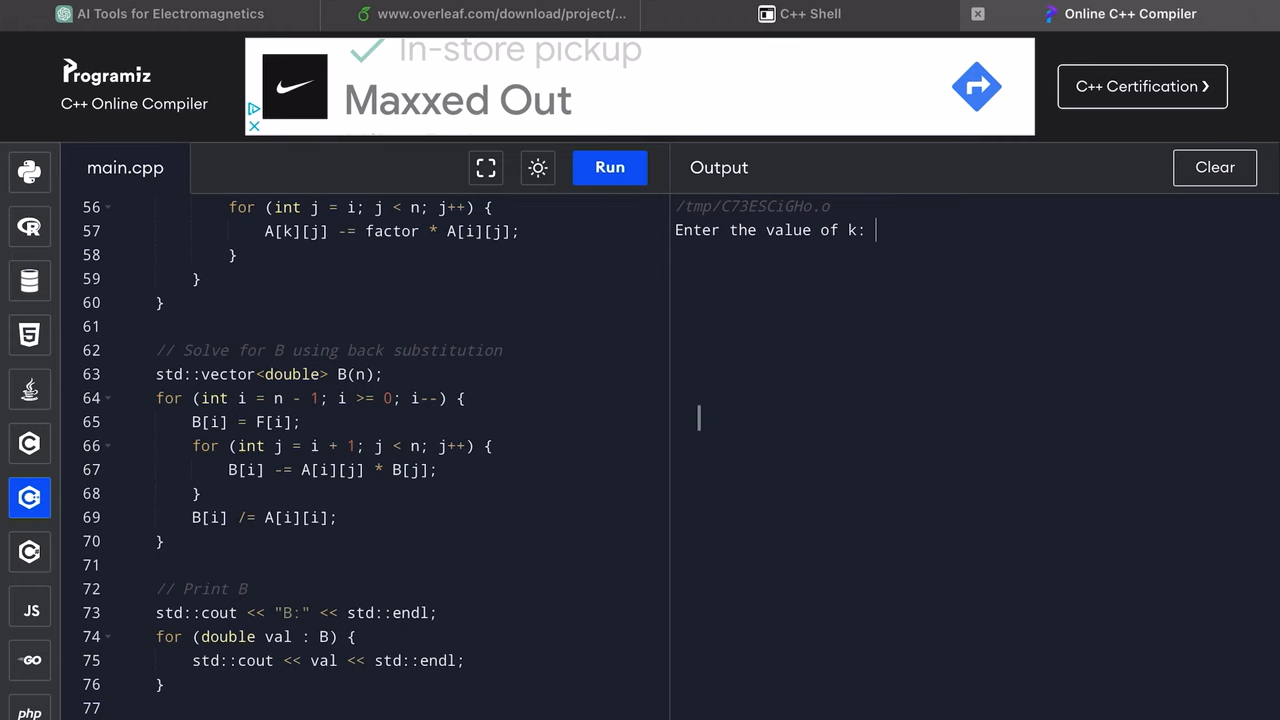 AI Tools for Electromagnetics
www.overleaf.com/download/project/...
C++ Shell
Online C++ Compiler
Programiz
C++ Online Compiler
In-store pickup
Maxxed Out
C++ Certification ❯
main.cpp
Run
Output
Clear
56 for (int j = i; j < n; j++) {
57 A[k][j] -= factor * A[i][j];
58 }
59 }
60 }
61
62 // Solve for B using back substitution
63 std::vector<double> B(n);
64 for (int i = n - 1; i >= 0; i--) {
65 B[i] = F[i];
66 for (int j = i + 1; j < n; j++) {
67 B[i] -= A[i][j] * B[j];
68 }
69 B[i] /= A[i][i];
70 }
71
72 // Print B
73 std::cout << "B:" << std::endl;
74 for (double val : B) {
75 std::cout << val << std::endl;
76 }
77
/tmp/C73ESCiGHo.o
Enter the value of k:
JS
GO
php